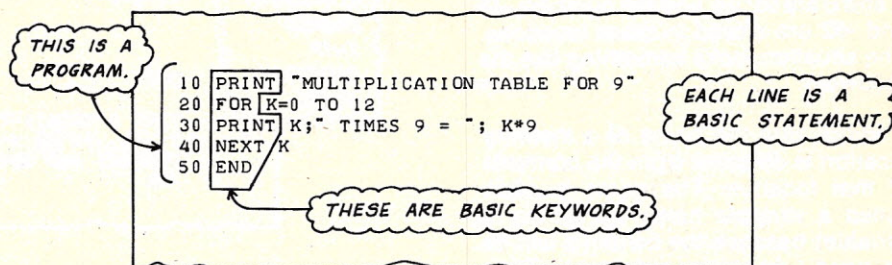 THIS IS A
PROGRAM.
10 PRINT "MULTIPLICATION TABLE FOR 9"
20 FOR K=0 TO 12
30 PRINT K;" TIMES 9 = "; K*9
40 NEXT K
50 END
EACH LINE IS A
BASIC STATEMENT.
THESE ARE BASIC KEYWORDS.